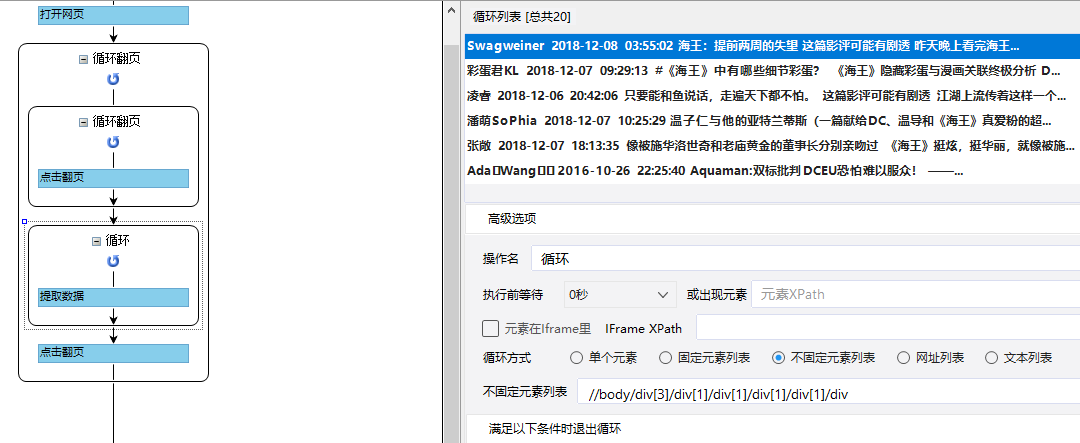 打开网页
循环翻页
循环翻页
点击翻页
循环
提取数据
点击翻页
循环列表 [总共20]
Swagweiner 2018-12-08 03:55:02 海王：提前两周的失望 这篇影评可能有剧透 昨天晚上看完海王...
彩蛋君KL 2018-12-07 09:29:13 #《海王》中有哪些细节彩蛋？ 《海王》隐藏彩蛋与漫画关联终极分析 D...
凌睿 2018-12-06 20:42:06 只要能和鱼说话，走遍天下都不怕。 这篇影评可能有剧透 江湖上流传着这样一个...
潘萌SoPhia 2018-12-07 10:25:29 温子仁与他的亚特兰蒂斯（一篇献给DC、温导和《海王》真爱粉的超...
张敞 2018-12-07 18:13:35 像被施华洛世奇和老庙黄金的董事长分别亲吻过 《海王》挺炫，挺华丽，就像被施...
Ada▯Wang▯▯ 2016-10-26 22:25:40 Aquaman:双标批判 DCEU恐怕难以服众！ ——...
高级选项
操作名 循环
执行前等待 0秒 或出现元素 元素XPath
元素在Iframe里 IFrame XPath
循环方式 单个元素 固定元素列表 不固定元素列表 网址列表 文本列表
不固定元素列表 //body/div[3]/div[1]/div[1]/div[1]/div[1]/div
满足以下条件时退出循环